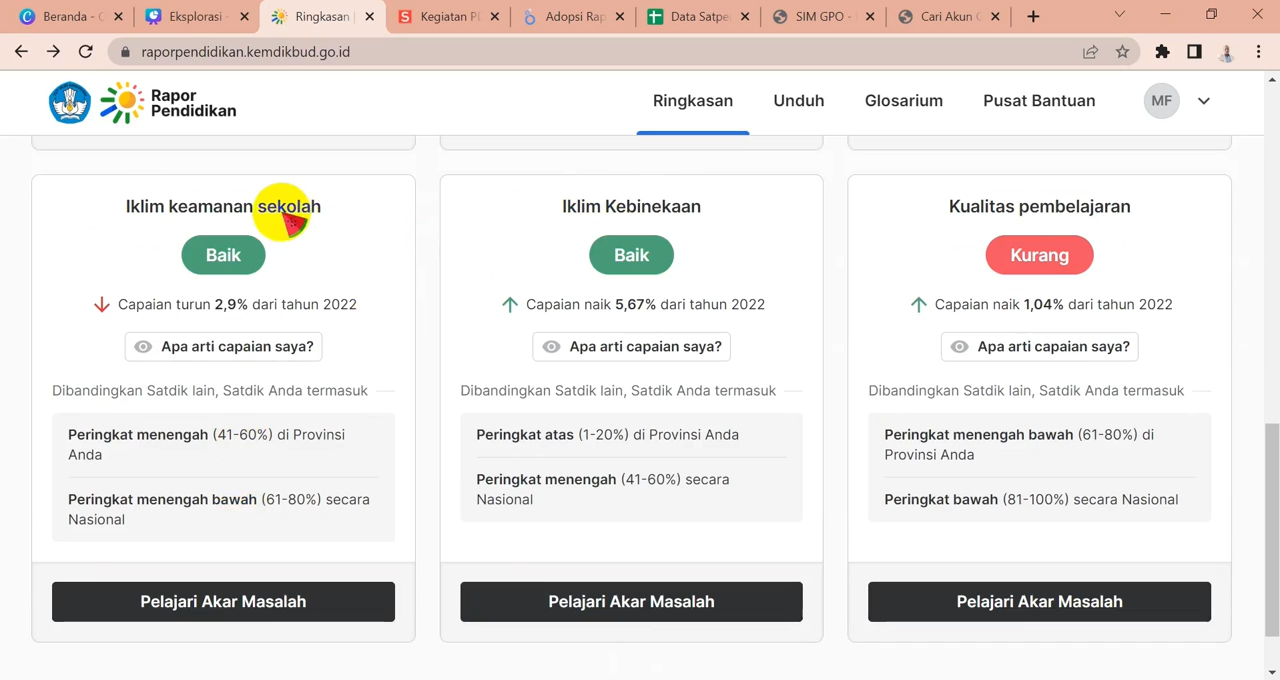 Beranda -
Eksplorasi -
Ringkasan |
Kegiatan PD
Adopsi Rap
Data Satpe
SIM GPO -
Cari Akun
raporpendidikan.kemdikbud.go.id
Rapor
Pendidikan
Ringkasan
Unduh
Glosarium
Pusat Bantuan
MF
Iklim keamanan sekolah
Baik
Capaian turun 2,9% dari tahun 2022
Apa arti capaian saya?
Dibandingkan Satdik lain, Satdik Anda termasuk
Peringkat menengah (41-60%) di Provinsi
Anda
Peringkat menengah bawah (61-80%) secara
Nasional
Pelajari Akar Masalah
Iklim Kebinekaan
Baik
Capaian naik 5,67% dari tahun 2022
Apa arti capaian saya?
Dibandingkan Satdik lain, Satdik Anda termasuk
Peringkat atas (1-20%) di Provinsi Anda
Peringkat menengah (41-60%) secara
Nasional
Pelajari Akar Masalah
Kualitas pembelajaran
Kurang
Capaian naik 1,04% dari tahun 2022
Apa arti capaian saya?
Dibandingkan Satdik lain, Satdik Anda termasuk
Peringkat menengah bawah (61-80%) di
Provinsi Anda
Peringkat bawah (81-100%) secara Nasional
Pelajari Akar Masalah